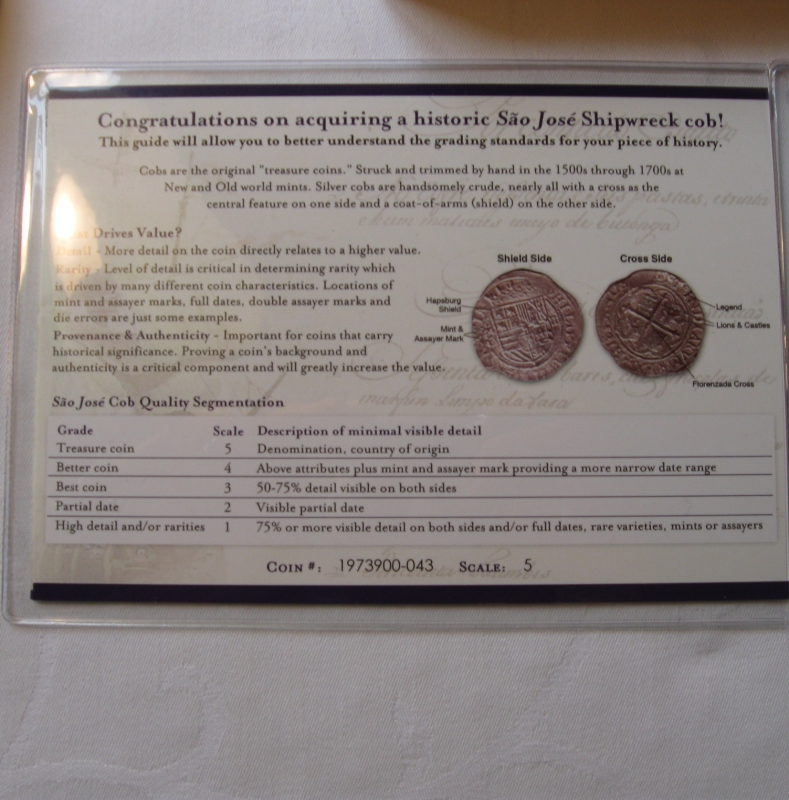 Congratulations on acquiring a historic São José Shipwreck cob!
This guide will allow you to better understand the grading standards for your piece of history.
Cobs are the original "treasure coins." Struck and trimmed by hand in the 1500s through 1700s at
New and Old world mints. Silver cobs are handsomely crude, nearly all with a cross as the
central feature on one side and a coat-of-arms (shield) on the other side.
What Drives Value?
Detail - More detail on the coin directly relates to a higher value.
Rarity - Level of detail is critical in determining rarity which
is driven by many different coin characteristics. Locations of
mint and assayer marks, full dates, double assayer marks and
die errors are just some examples.
Provenance & Authenticity - Important for coins that carry
historical significance. Proving a coin's background and
authenticity is a critical component and will greatly increase the value.
Shield Side
Hapsburg
Shield
Mint &
Assayer Mark
Cross Side
Legend
Lions & Castles
Florenzada Cross
São José Cob Quality Segmentation
Grade Scale Description of minimal visible detail
Treasure coin 5 Denomination, country of origin
Better coin 4 Above attributes plus mint and assayer mark providing a more narrow date range
Best coin 3 50-75% detail visible on both sides
Partial date 2 Visible partial date
High detail and/or rarities 1 75% or more visible detail on both sides and/or full dates, rare varieties, mints or assayers
Coin #: 1973900-043 Scale: 5